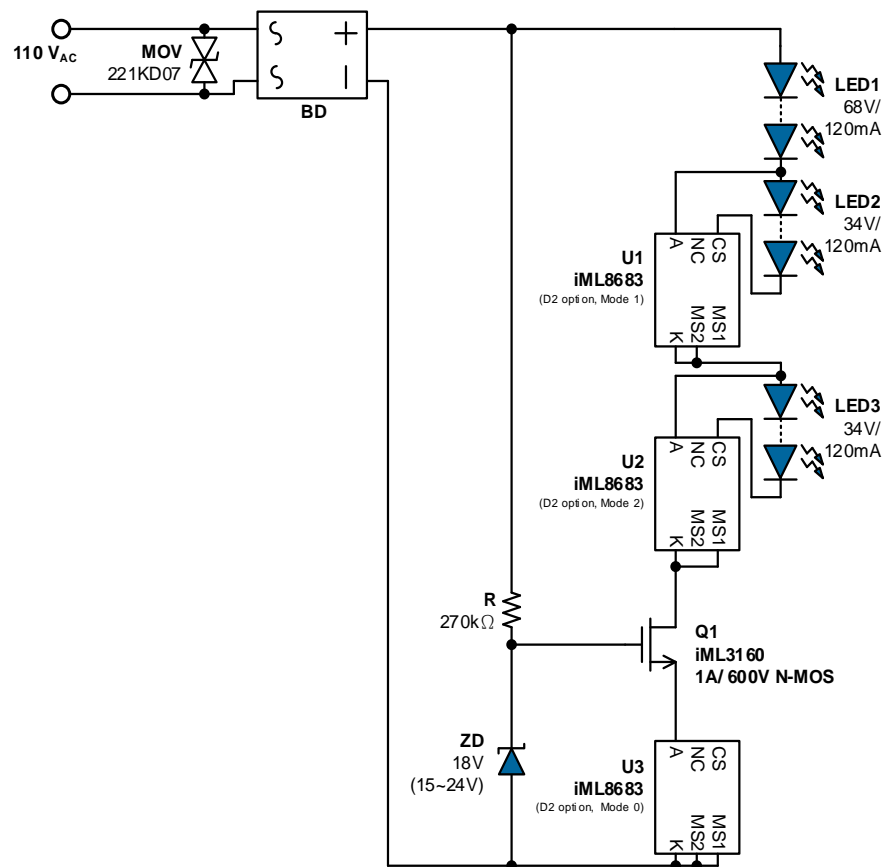 110 VAC
MOV
221KD07
BD
LED1
68V/
120mA
LED2
34V/
120mA
A
NC
CS
U1
iML8683
(D2 option, Mode 1)
K
MS2
MS1
LED3
34V/
120mA
A
NC
CS
U2
iML8683
(D2 option, Mode 2)
K
MS2
MS1
R
270kΩ
Q1
iML3160
1A/ 600V N-MOS
ZD
18V
(15~24V)
A
NC
CS
U3
iML8683
(D2 option, Mode 0)
K
MS2
MS1